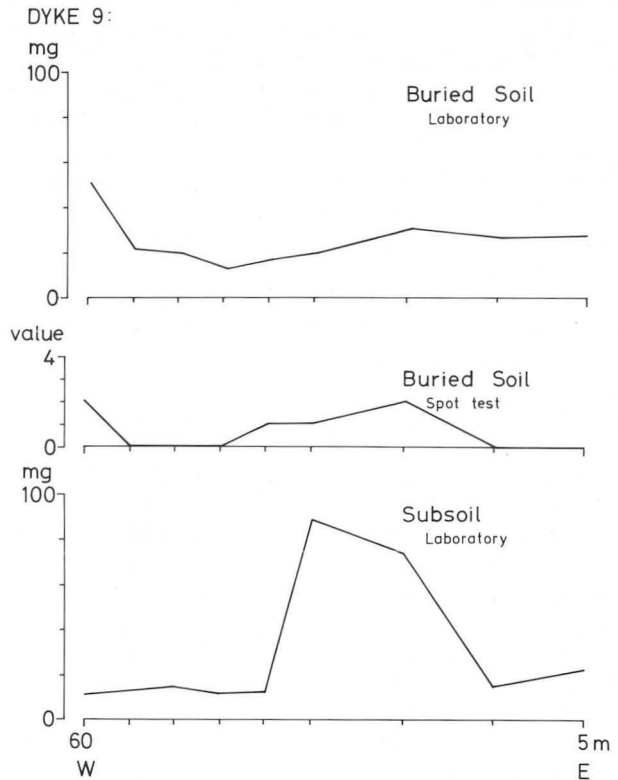 DYKE 9:
mg
100
Buried Soil
Laboratory
0
value
4
Buried Soil
Spot test
0
mg
100
Subsoil
Laboratory
0
60 5 m
W E